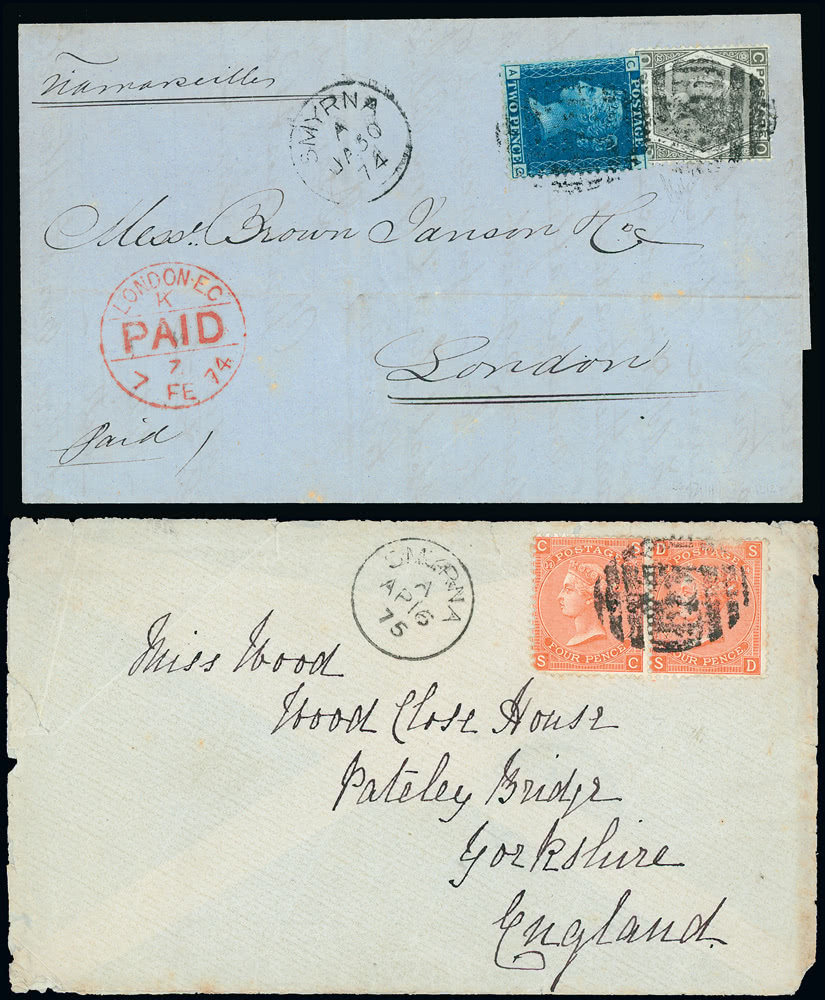 Via marseilles
SMYRNA
A
JA 30
74
A TWO PENCE G
G POSTAGE A
C POSTAGE O
Messrs. Brown Janson & Co
LONDON·E.C
K
PAID
7
7 FE 74
London
Paid
SMYRNA
A
AP 16
75
C POSTAGE S
S FOUR PENCE C
D POSTAGE S
S FOUR PENCE D
Miss Wood
Wood Close House
Pateley Bridge
Yorkshire
England